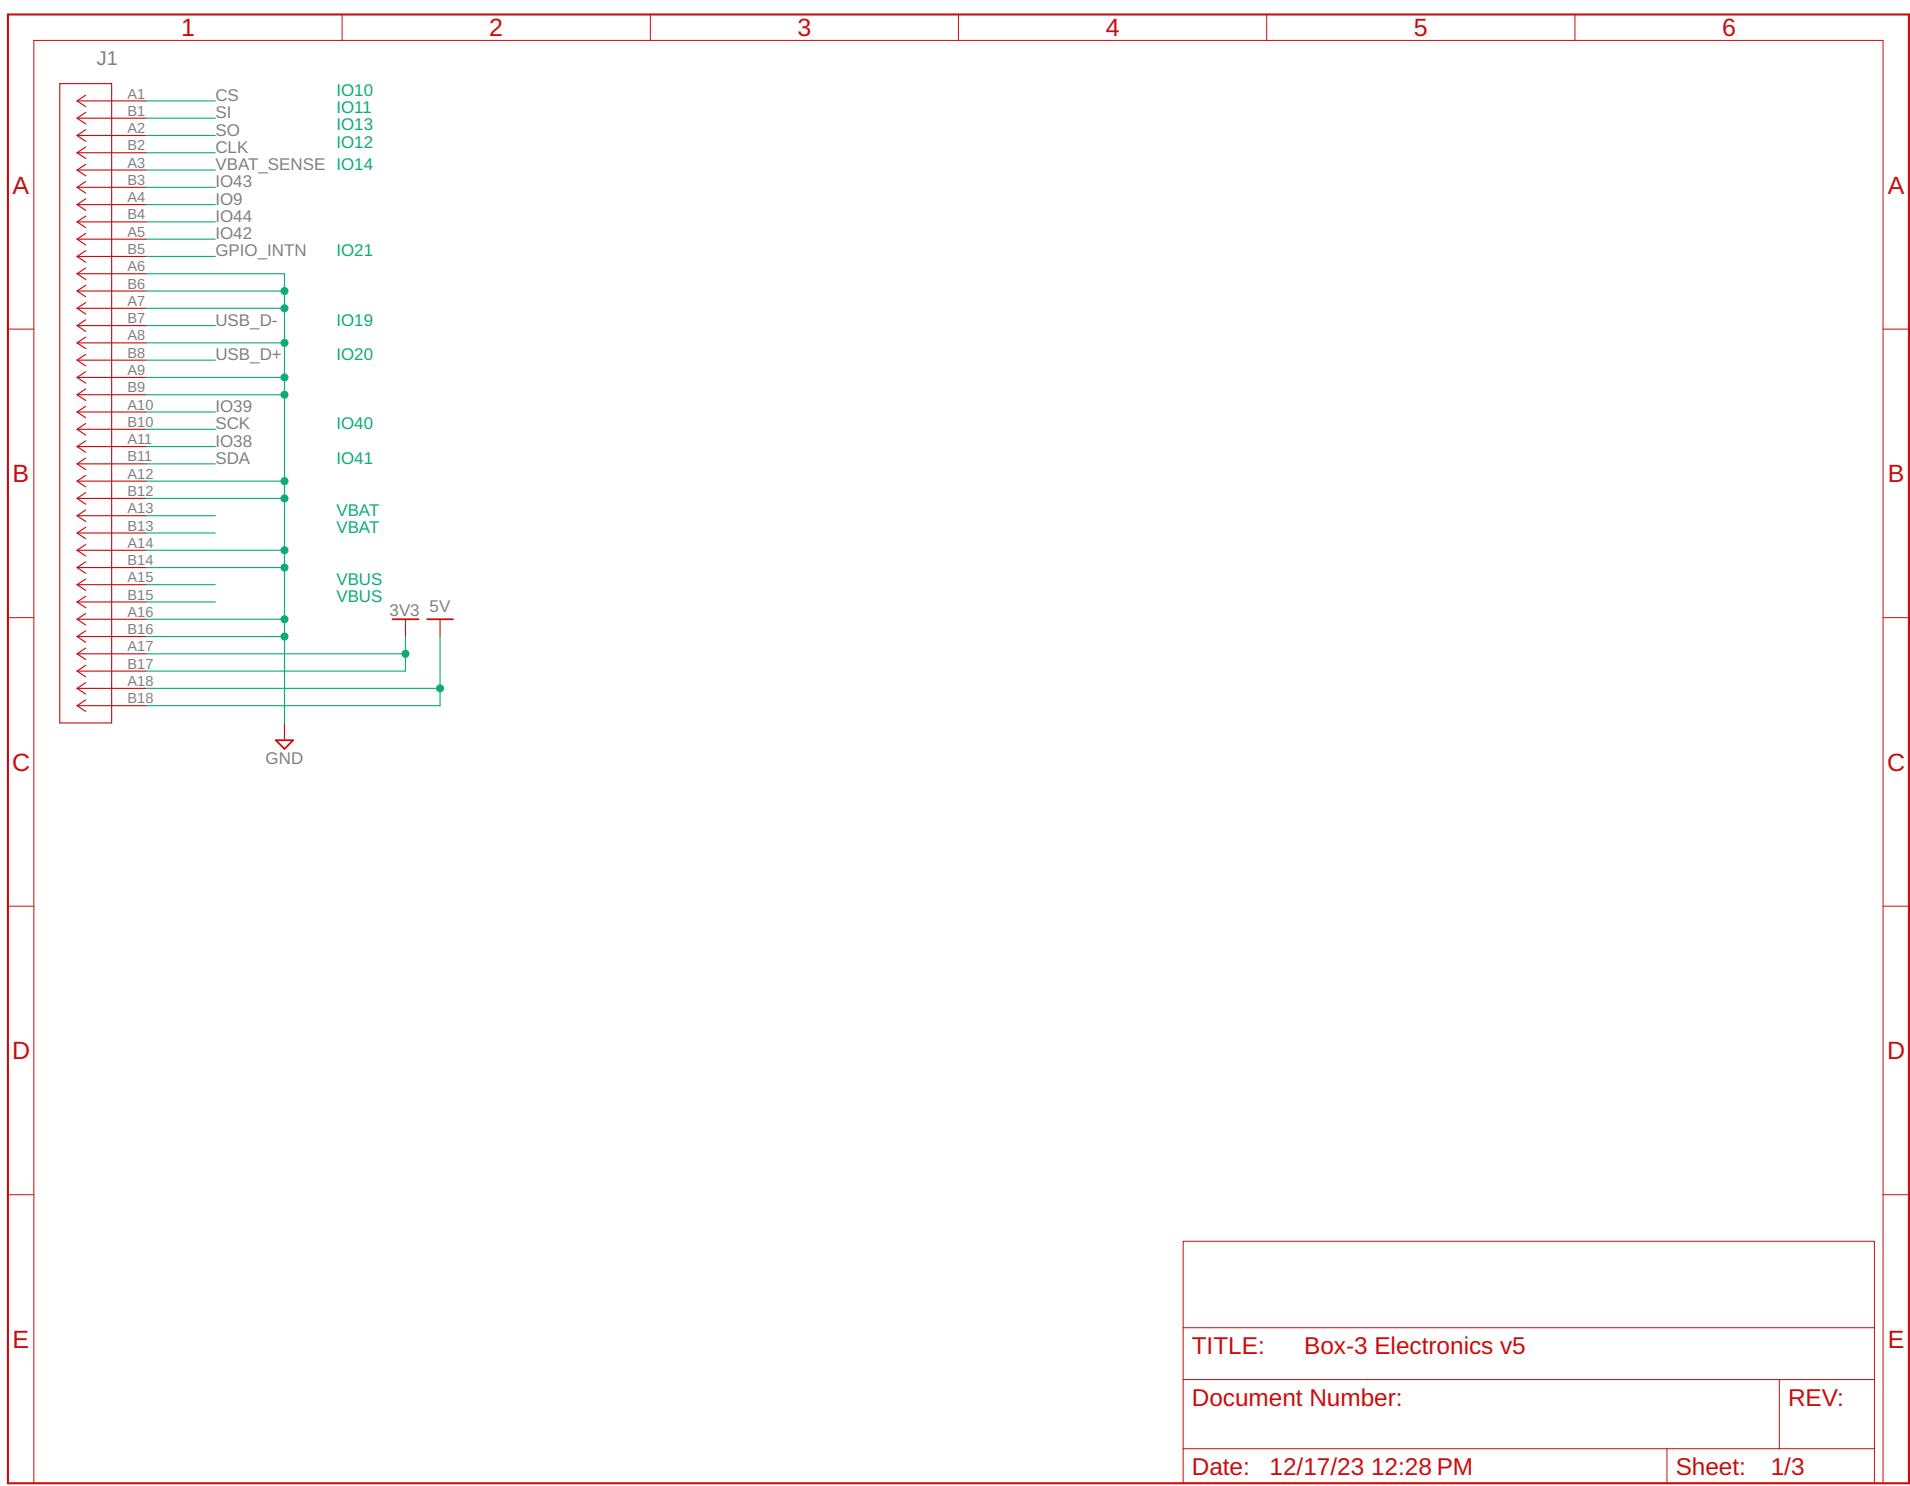 1 2 3 4 5 6
J1
A1 CS IO10
B1 SI IO11
A2 SO IO13
B2 CLK IO12
A3 VBAT_SENSE IO14
B3 IO43
A A
A4 IO9
B4 IO44
A5 IO42
B5 GPIO_INTN IO21
A6
B6
A7
B7 USB_D- IO19
A8
B8 USB_D+ IO20
A9
B9
A10 IO39
B10 SCK IO40
A11 IO38
B11 SDA IO41
B B
A12
B12
A13 VBAT
B13 VBAT
A14
B14
A15 VBUS
B15 VBUS
A16 3V3 5V
B16
A17
B17
A18
B18
GND
C C
D D
E E
TITLE: Box-3 Electronics v5
Document Number: REV:
Date: 12/17/23 12:28 PM Sheet: 1/3